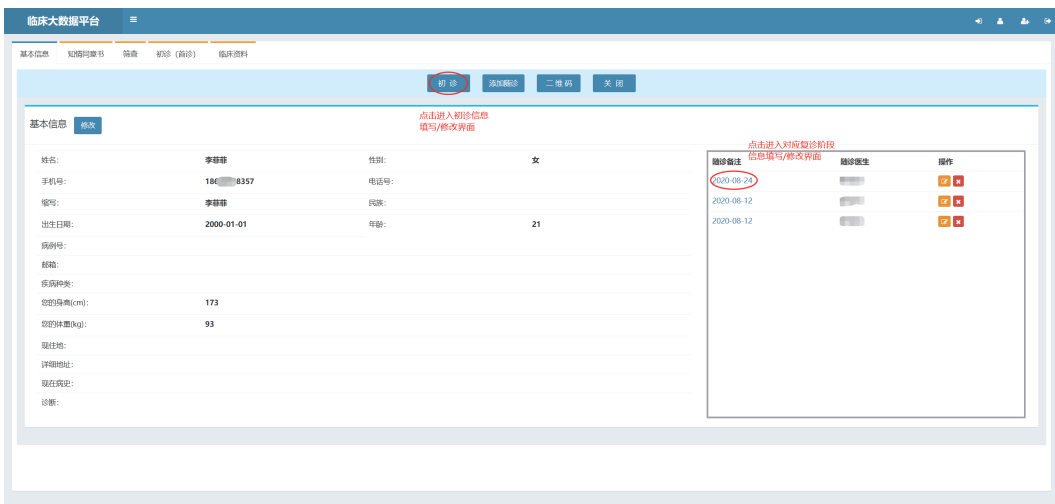 临床大数据平台
基本信息 知情同意书 筛查 初诊（首诊） 临床资料
初 诊 添加随诊 二 维 码 关 闭
点击进入初诊信息
填写/修改界面
基本信息 修改
姓名: 李菲菲 性别: 女
手机号: 186 8357 电话号:
缩写: 李菲菲 民族:
出生日期: 2000-01-01 年龄: 21
病例号:
邮箱:
疾病种类:
您的身高(cm): 173
您的体重(kg): 93
现住地:
详细地址:
现在病史:
诊断:
点击进入对应复诊阶段
信息填写/修改界面
随诊备注 随诊医生 操作
2020-08-24
2020-08-12
2020-08-12